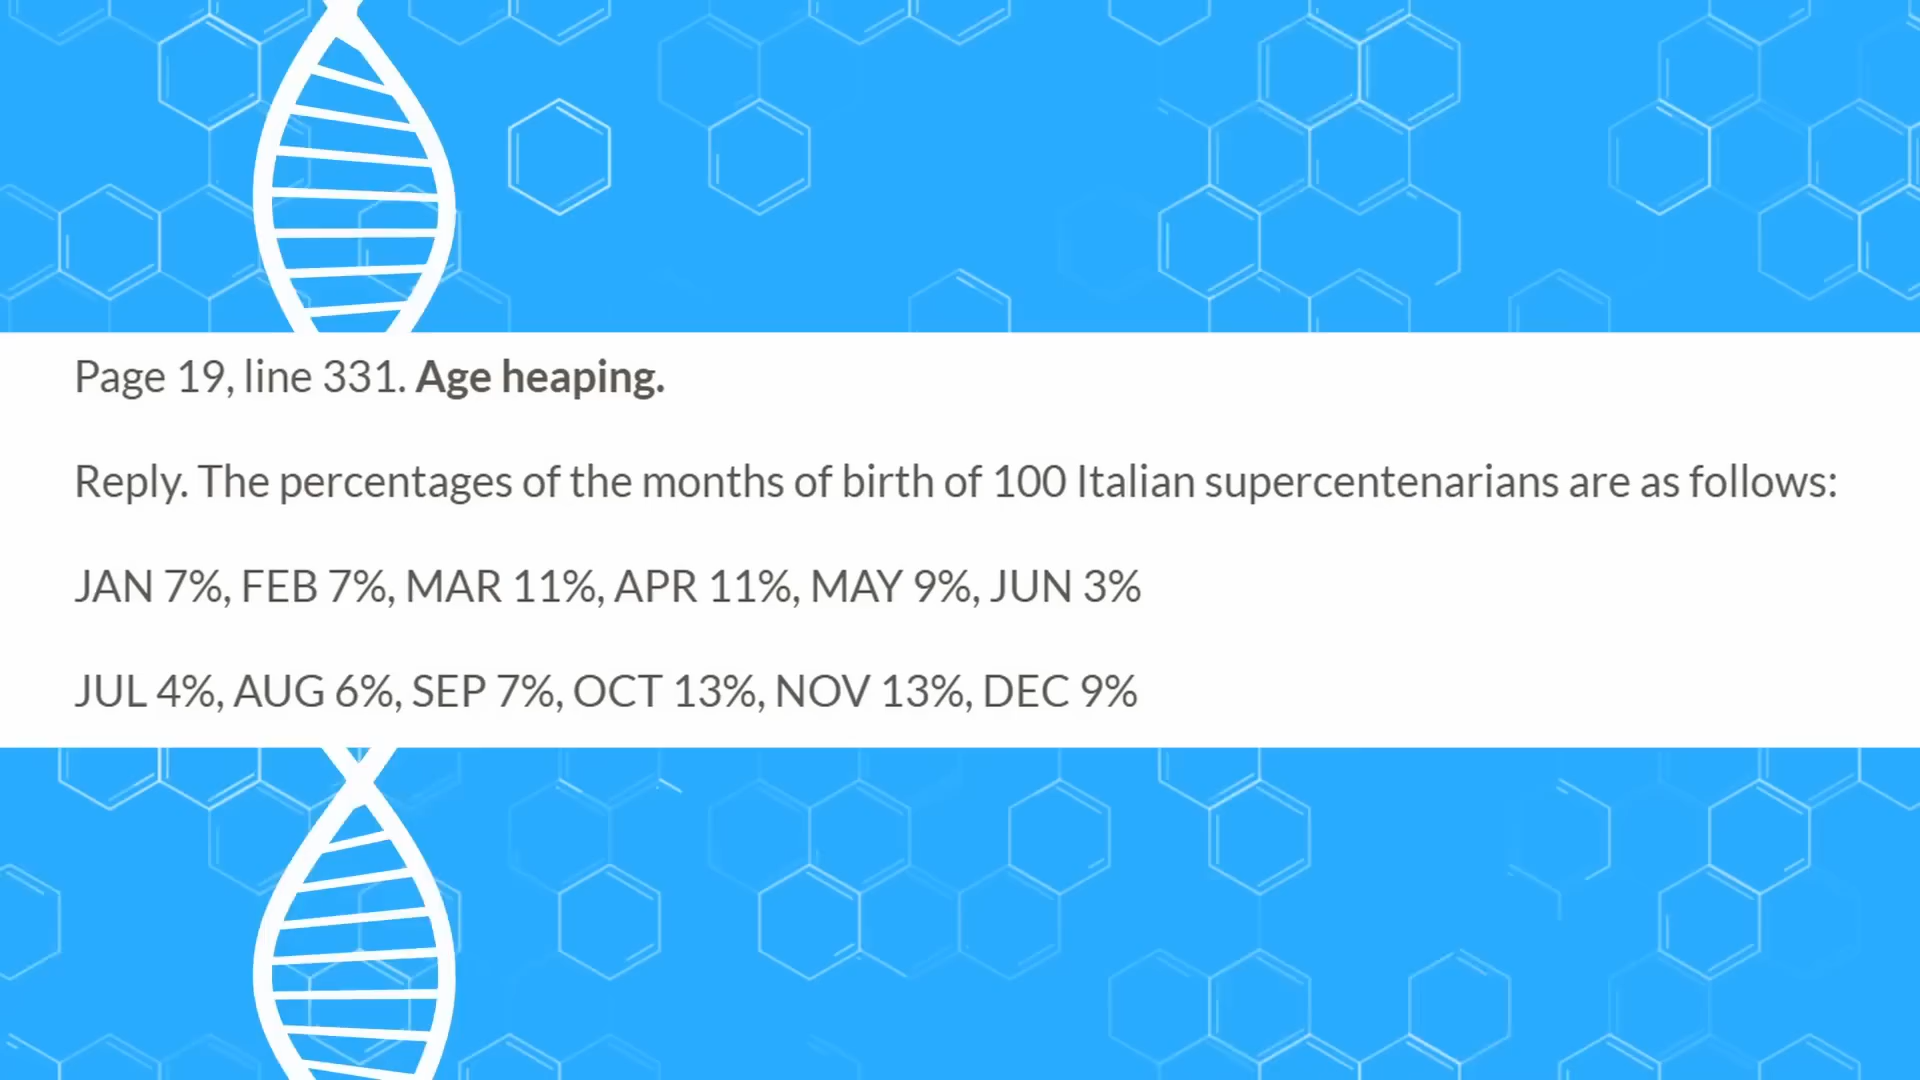 Page 19, line 331. Age heaping.
Reply. The percentages of the months of birth of 100 Italian supercentenarians are as follows:
JAN 7%, FEB 7%, MAR 11%, APR 11%, MAY 9%, JUN 3%
JUL 4%, AUG 6%, SEP 7%, OCT 13%, NOV 13%, DEC 9%